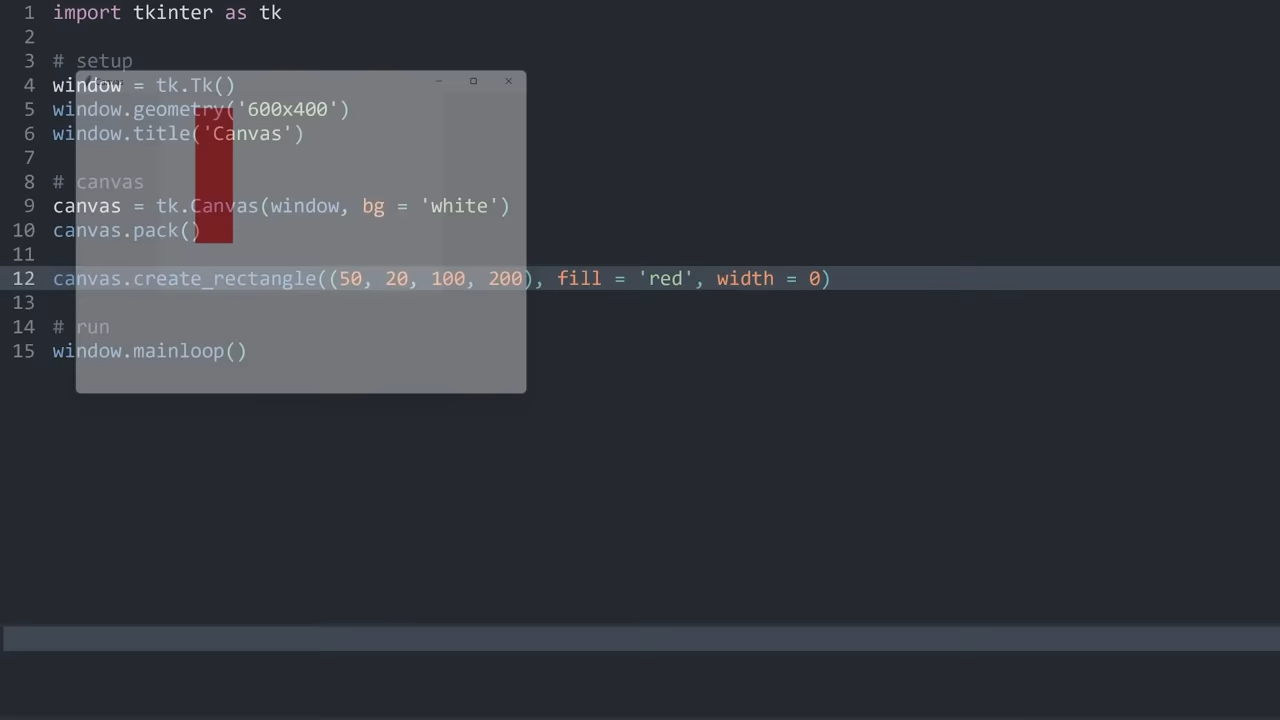 1 import tkinter as tk
2
3 # setup
4 window = tk.Tk()
5 window.geometry('600x400')
6 window.title('Canvas')
7
8 # canvas
9 canvas = tk.Canvas(window, bg = 'white')
10 canvas.pack()
11
12 canvas.create_rectangle((50, 20, 100, 200), fill = 'red', width = 0)
13
14 # run
15 window.mainloop()